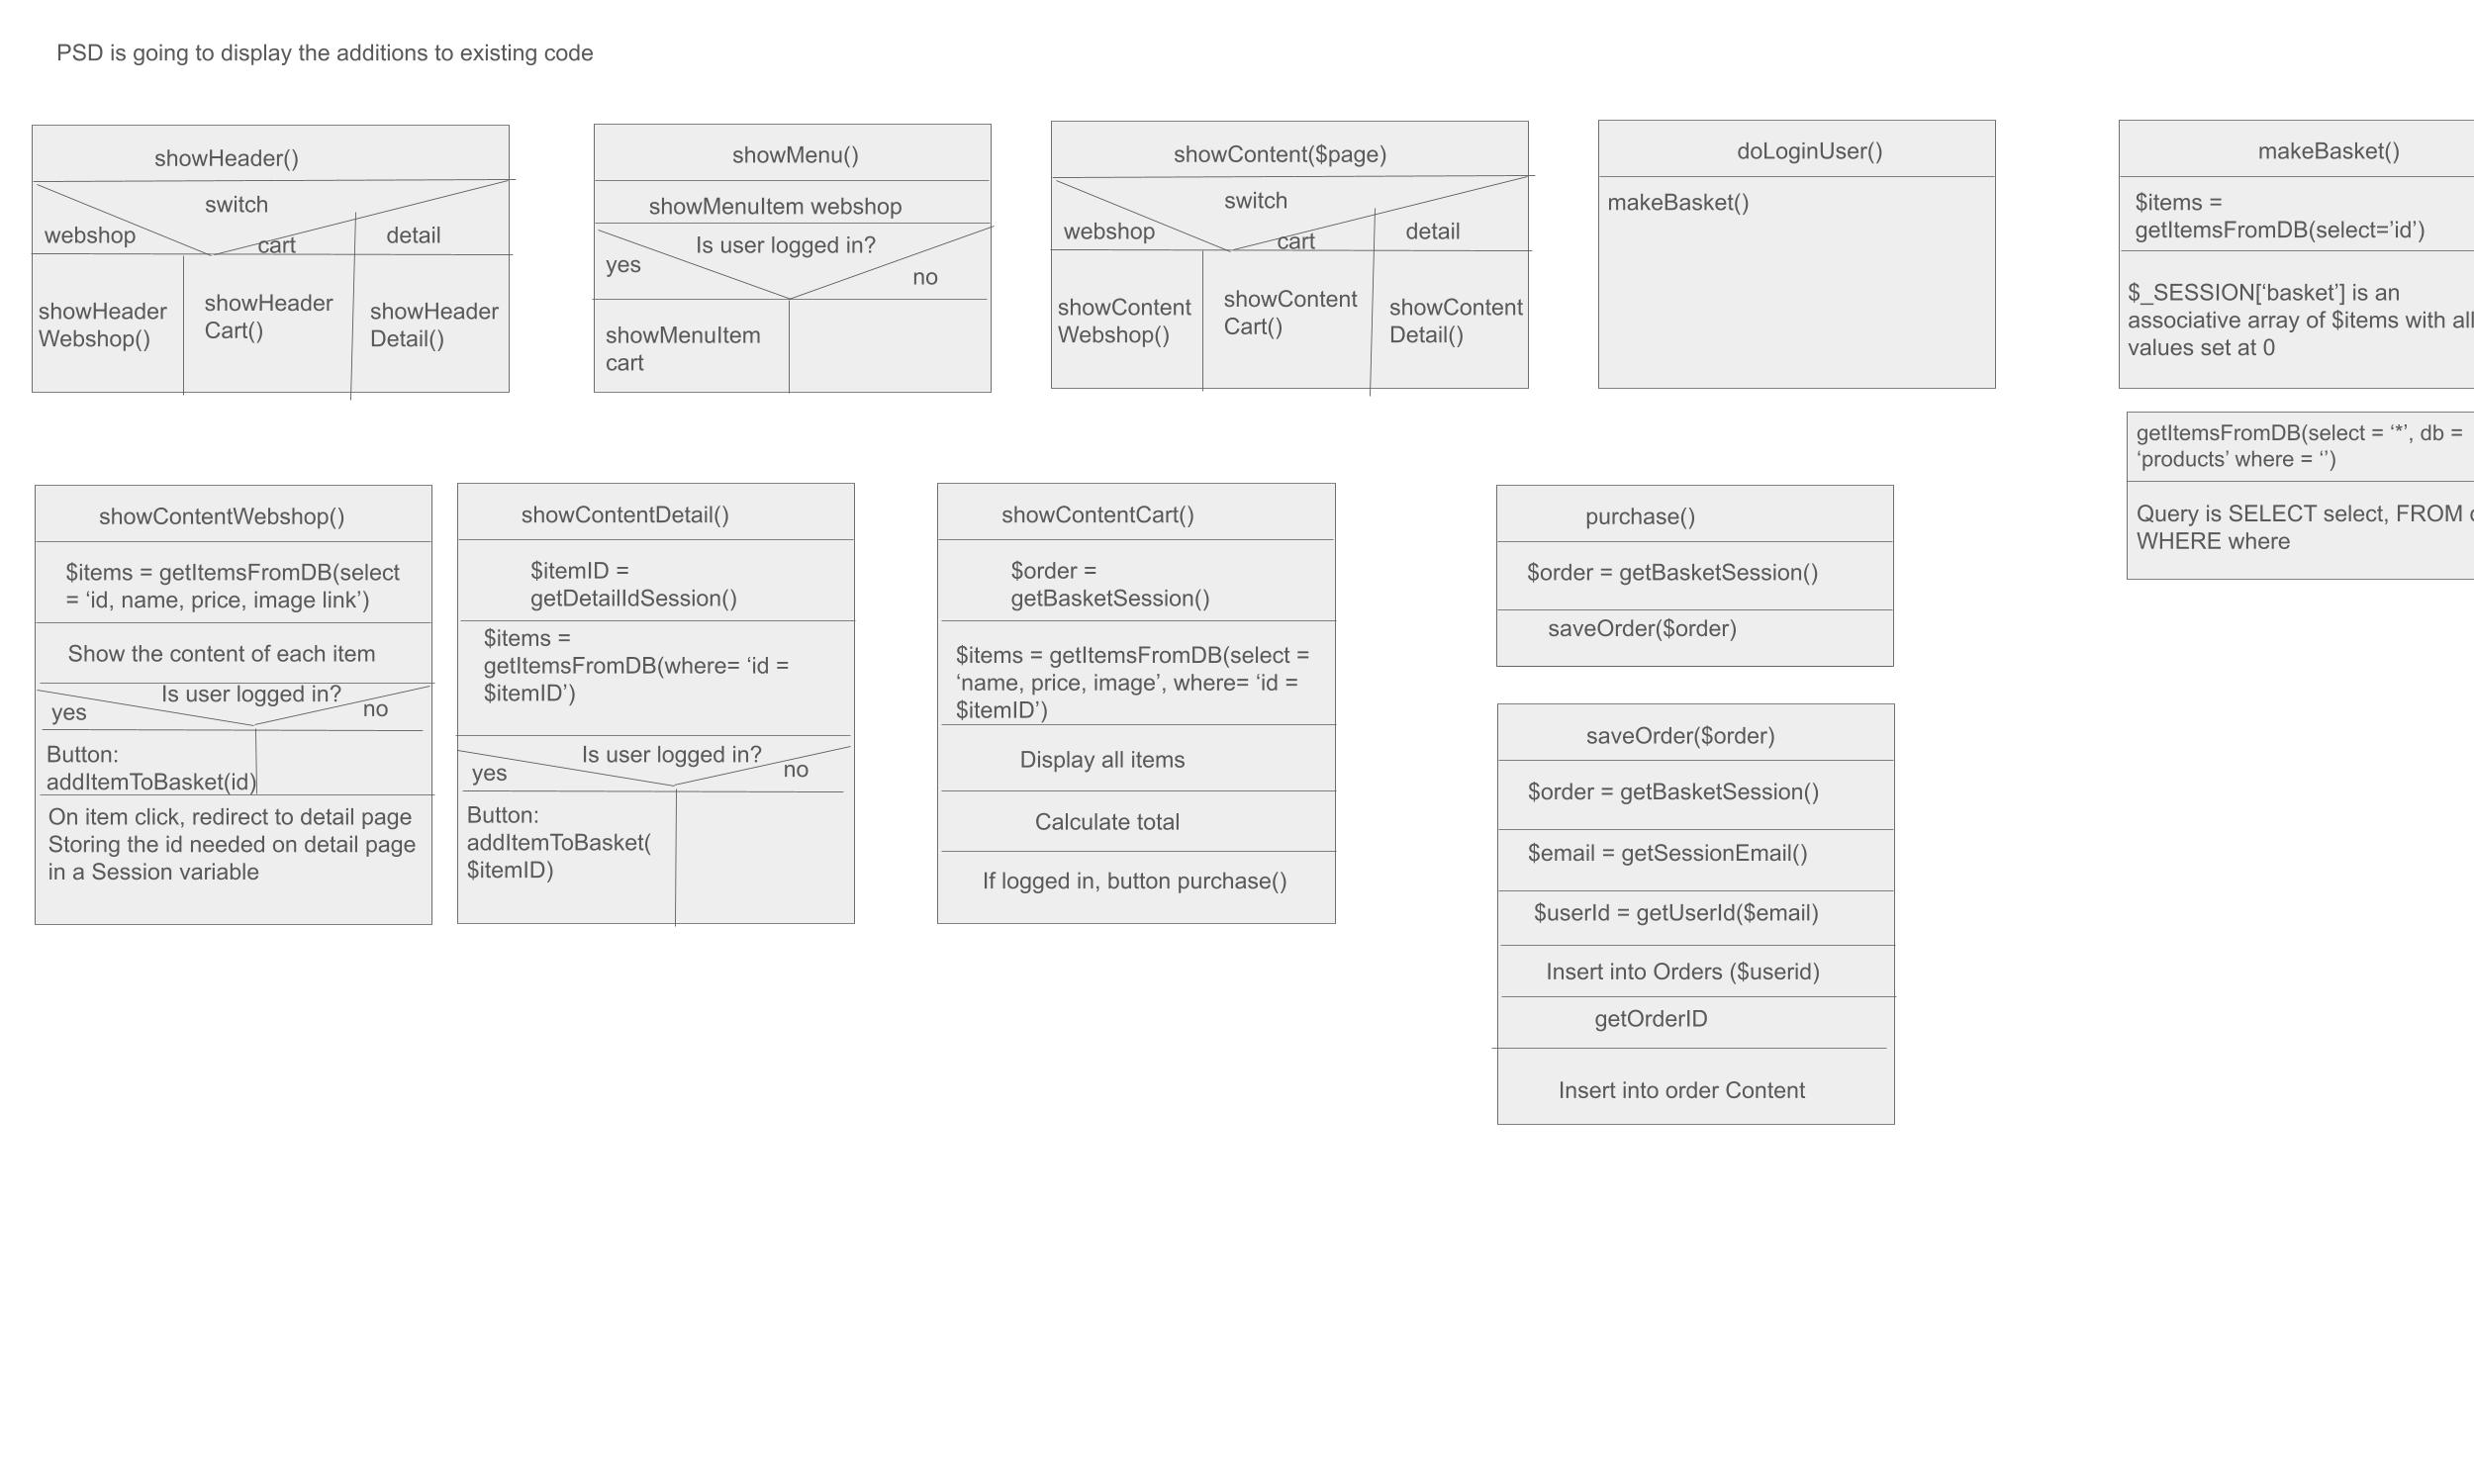 PSD is going to display the additions to existing code
showHeader()
switch
webshop
cart
detail
showHeader
Webshop()
showHeader
Cart()
showHeader
Detail()
showMenu()
showMenuItem webshop
Is user logged in?
yes
no
showMenuItem
cart
showContent($page)
switch
webshop
cart
detail
showContent
Webshop()
showContent
Cart()
showContent
Detail()
doLoginUser()
makeBasket()
makeBasket()
$items =
getItemsFromDB(select=’id’)
$_SESSION[‘basket’] is an
associative array of $items with all
values set at 0
getItemsFromDB(select = ‘*’, db =
‘products’ where = ‘’)
Query is SELECT select, FROM
WHERE where
showContentWebshop()
$items = getItemsFromDB(select
= ‘id, name, price, image link’)
Show the content of each item
Is user logged in?
yes
no
Button:
addItemToBasket(id)
On item click, redirect to detail page
Storing the id needed on detail page
in a Session variable
showContentDetail()
$itemID =
getDetailIdSession()
$items =
getItemsFromDB(where= ‘id =
$itemID’)
Is user logged in?
yes
no
Button:
addItemToBasket(
$itemID)
showContentCart()
$order =
getBasketSession()
$items = getItemsFromDB(select =
‘name, price, image’, where= ‘id =
$itemID’)
Display all items
Calculate total
If logged in, button purchase()
purchase()
$order = getBasketSession()
saveOrder($order)
saveOrder($order)
$order = getBasketSession()
$email = getSessionEmail()
$userId = getUserId($email)
Insert into Orders ($userid)
getOrderID
Insert into order Content